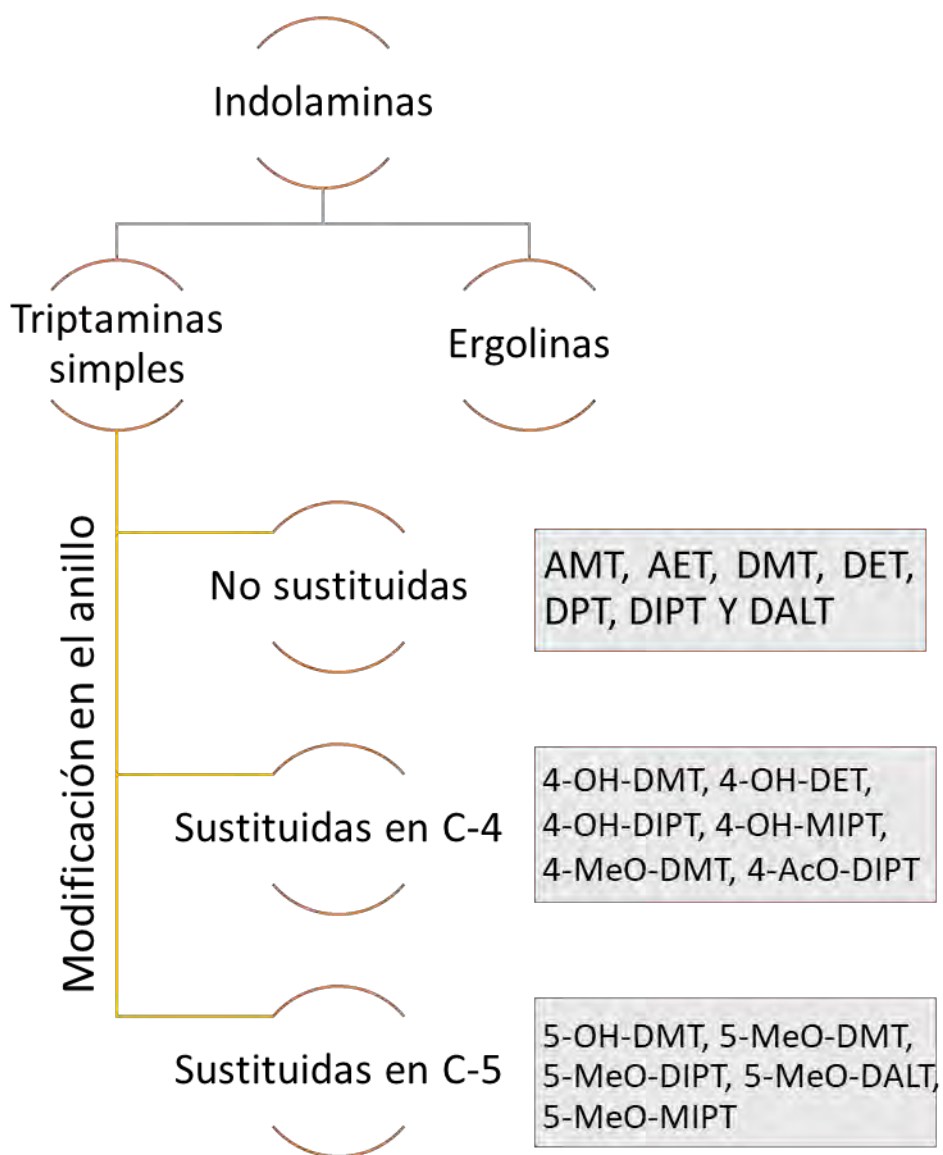 Indolaminas
Triptaminas
simples
Ergolinas
Modificación en el anillo
No sustituidas
AMT, AET, DMT, DET,
DPT, DIPT Y DALT
Sustituidas en C-4
4-OH-DMT, 4-OH-DET,
4-OH-DIPT, 4-OH-MIPT,
4-MeO-DMT, 4-AcO-DIPT
Sustituidas en C-5
5-OH-DMT, 5-MeO-DMT,
5-MeO-DIPT, 5-MeO-DALT,
5-MeO-MIPT